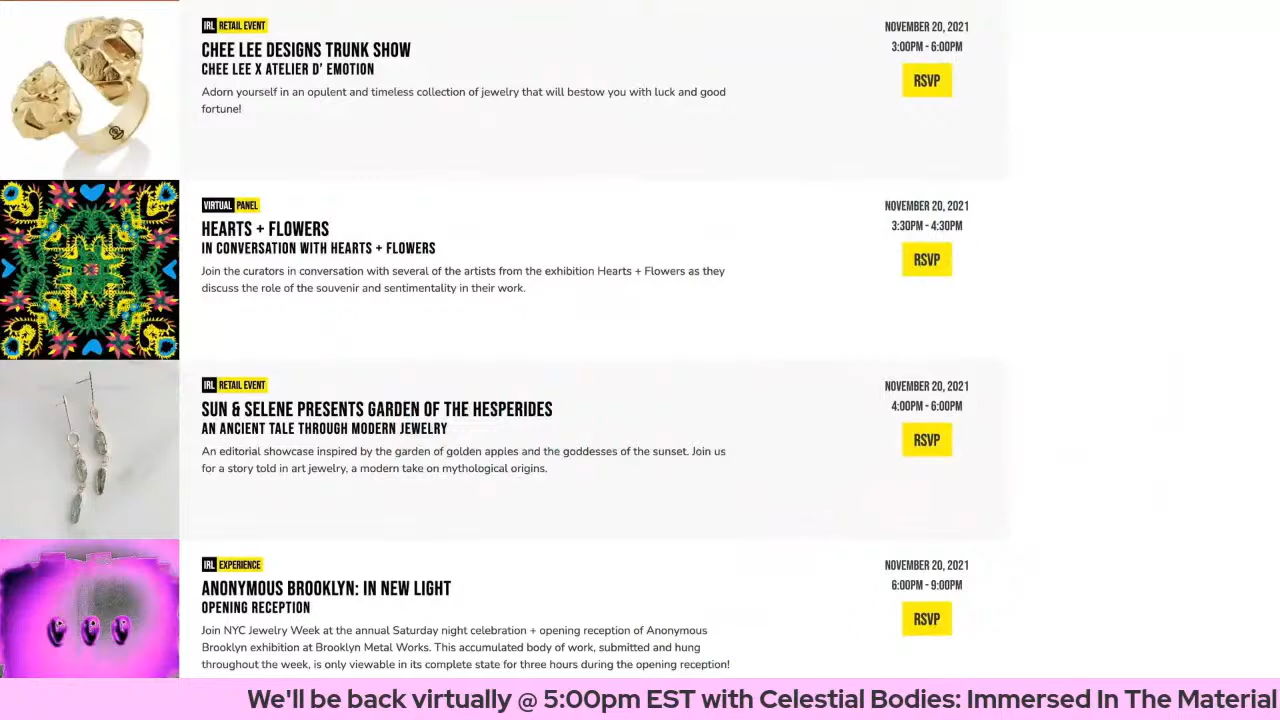 IRL RETAIL EVENT
CHEE LEE DESIGNS TRUNK SHOW
CHEE LEE X ATELIER D' EMOTION
Adorn yourself in an opulent and timeless collection of jewelry that will bestow you with luck and good
fortune!
NOVEMBER 20, 2021
3:00PM - 6:00PM
RSVP
VIRTUAL PANEL
HEARTS + FLOWERS
IN CONVERSATION WITH HEARTS + FLOWERS
Join the curators in conversation with several of the artists from the exhibition Hearts + Flowers as they
discuss the role of the souvenir and sentimentality in their work.
NOVEMBER 20, 2021
3:30PM - 4:30PM
RSVP
IRL RETAIL EVENT
SUN & SELENE PRESENTS GARDEN OF THE HESPERIDES
AN ANCIENT TALE THROUGH MODERN JEWELRY
An editorial showcase inspired by the garden of golden apples and the goddesses of the sunset. Join us
for a story told in art jewelry, a modern take on mythological origins.
NOVEMBER 20, 2021
4:00PM - 6:00PM
RSVP
IRL EXPERIENCE
ANONYMOUS BROOKLYN: IN NEW LIGHT
OPENING RECEPTION
Join NYC Jewelry Week at the annual Saturday night celebration + opening reception of Anonymous
Brooklyn exhibition at Brooklyn Metal Works. This accumulated body of work, submitted and hung
throughout the week, is only viewable in its complete state for three hours during the opening reception!
NOVEMBER 20, 2021
6:00PM - 9:00PM
RSVP
We'll be back virtually @ 5:00pm EST with Celestial Bodies: Immersed In The Material